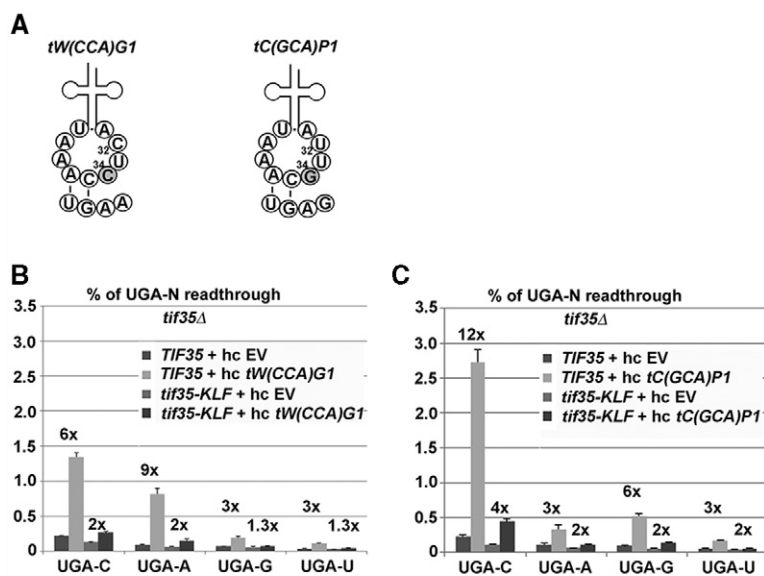 A
tW(CCA)G1
tC(GCA)P1
U A
A C
A 32 U
34
A C C
U G A A
U A
A U
A 32 U
34
A C G
U G A G
B
% of UGA-N readthrough
tif35Δ
3.5
3.0
2.5
2.0
1.5
1.0
0.5
0.0
TIF35 + hc EV
TIF35 + hc tW(CCA)G1
tif35-KLF + hc EV
tif35-KLF + hc tW(CCA)G1
6x
2x
9x
2x
3x
1.3x
3x
1.3x
UGA-C UGA-A UGA-G UGA-U
C
% of UGA-N readthrough
tif35Δ
3.5
3.0
2.5
2.0
1.5
1.0
0.5
0.0
TIF35 + hc EV
TIF35 + hc tC(GCA)P1
tif35-KLF + hc EV
tif35-KLF + hc tC(GCA)P1
12x
4x
3x
2x
6x
2x
3x
2x
UGA-C UGA-A UGA-G UGA-U